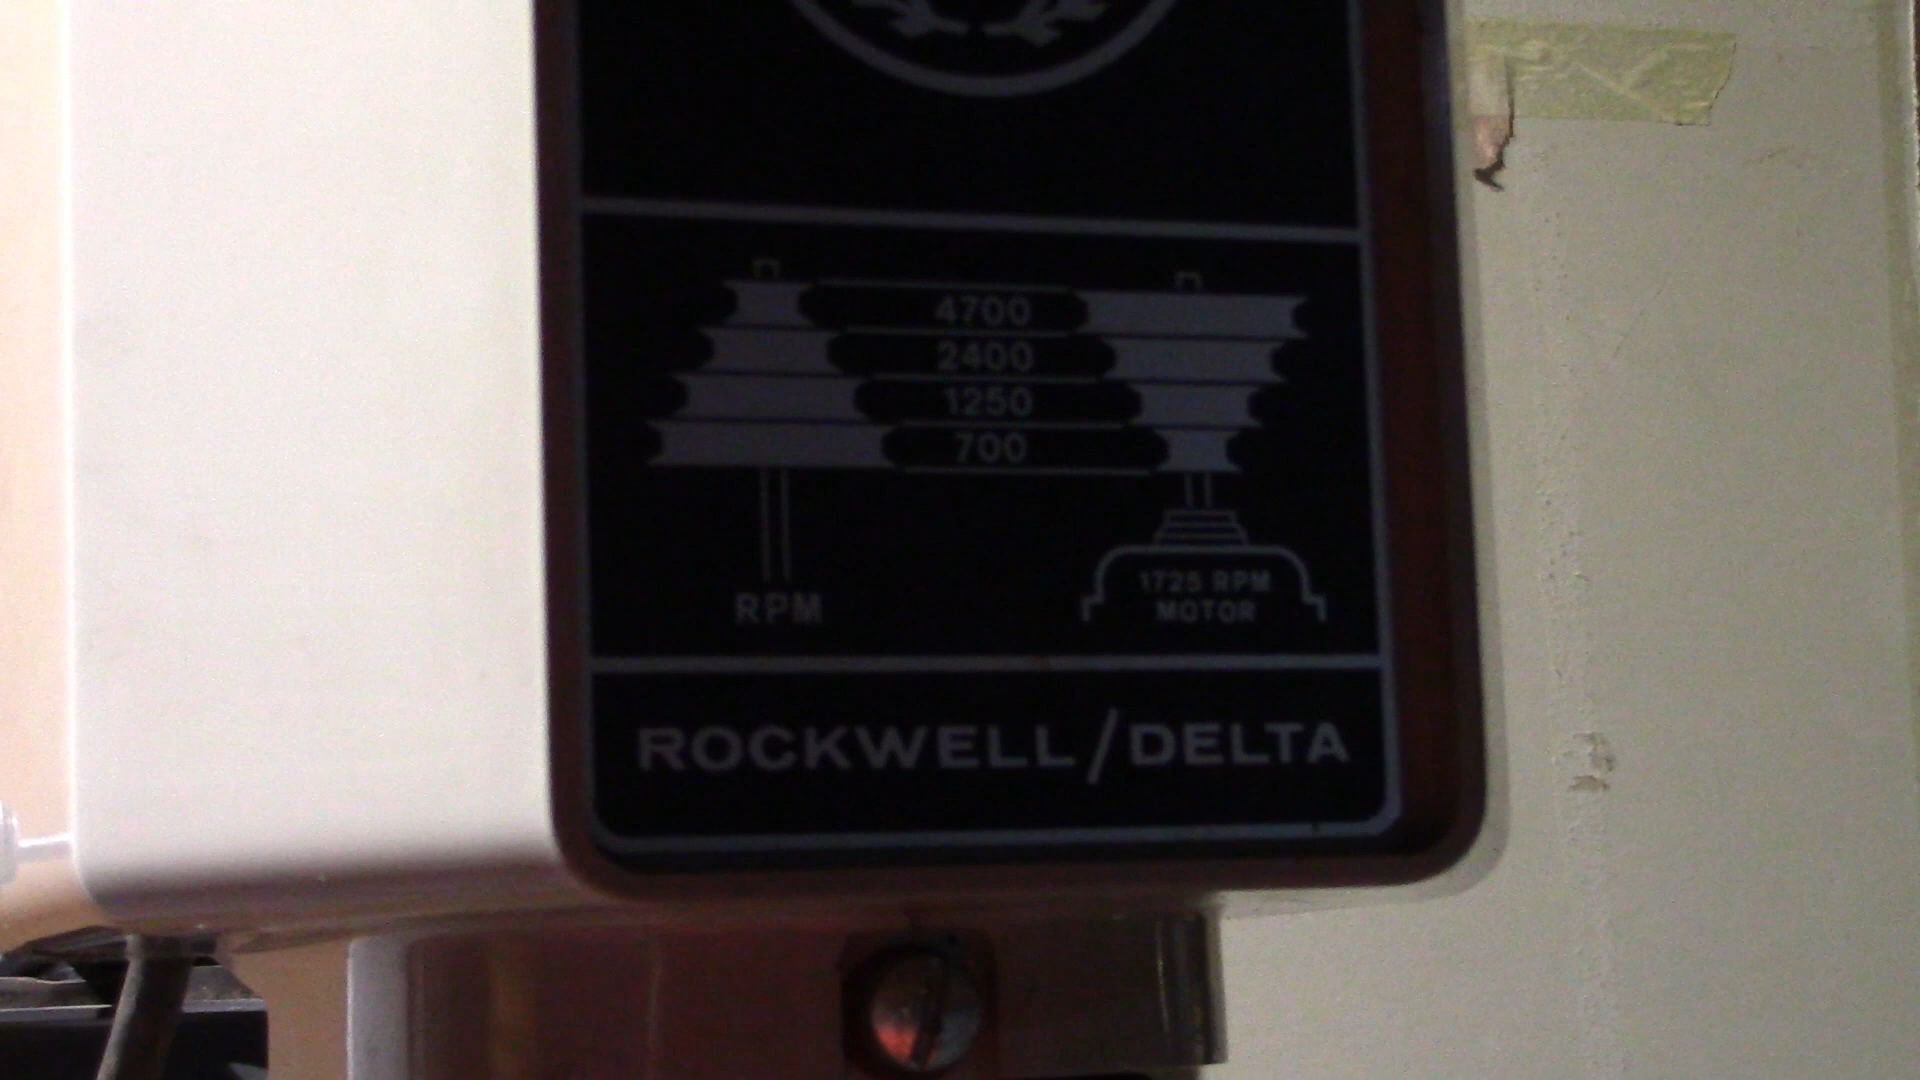 4700
2400
1250
700
RPM
1725 RPM
MOTOR
ROCKWELL/DELTA